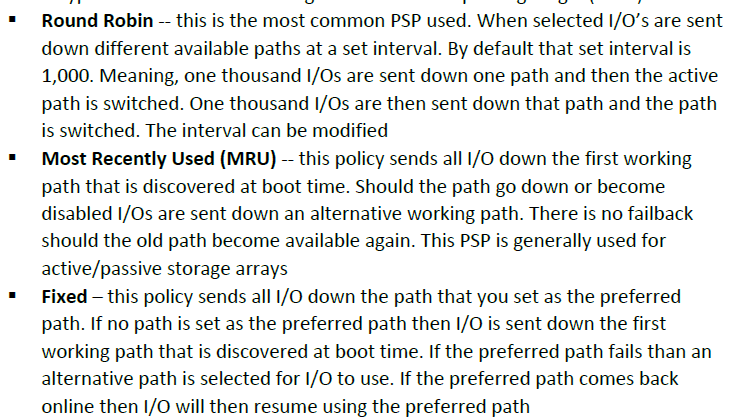 ▪ Round Robin -- this is the most common PSP used. When selected I/O's are sent
down different available paths at a set interval. By default that set interval is
1,000. Meaning, one thousand I/Os are sent down one path and then the active
path is switched. One thousand I/Os are then sent down that path and the path
is switched. The interval can be modified
▪ Most Recently Used (MRU) -- this policy sends all I/O down the first working
path that is discovered at boot time. Should the path go down or become
disabled I/Os are sent down an alternative working path. There is no failback
should the old path become available again. This PSP is generally used for
active/passive storage arrays
▪ Fixed – this policy sends all I/O down the path that you set as the preferred
path. If no path is set as the preferred path then I/O is sent down the first
working path that is discovered at boot time. If the preferred path fails than an
alternative path is selected for I/O to use. If the preferred path comes back
online then I/O will then resume using the preferred path